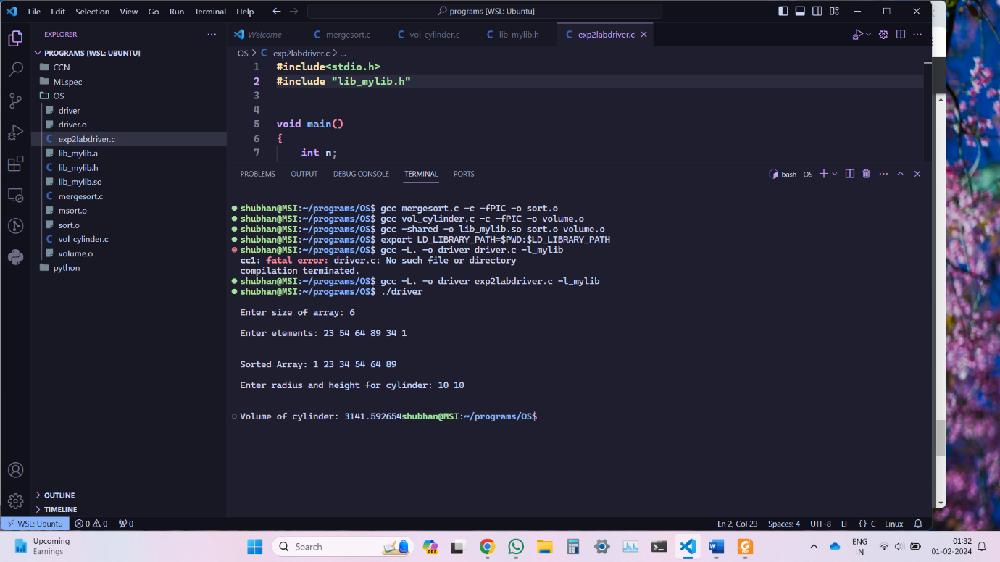 File Edit Selection View Go Run Terminal Help
programs [WSL: Ubuntu]
EXPLORER
PROGRAMS [WSL: UBUNTU]
CCN
MLspec
OS
driver
driver.o
exp2labdriver.c
lib_mylib.a
lib_mylib.h
lib_mylib.so
mergesort.c
msort.o
sort.o
vol_cylinder.c
volume.o
python
OUTLINE
TIMELINE
Welcome
mergesort.c
vol_cylinder.c
lib_mylib.h
exp2labdriver.c
OS > C exp2labdriver.c > ...
1 #include<stdio.h>
2 #include "lib_mylib.h"
3
4
5 void main()
6 {
7 int n;
PROBLEMS OUTPUT DEBUG CONSOLE TERMINAL PORTS
bash - OS
shubhan@MSI:~/programs/OS$ gcc mergesort.c -c -fPIC -o sort.o
shubhan@MSI:~/programs/OS$ gcc vol_cylinder.c -c -fPIC -o volume.o
shubhan@MSI:~/programs/OS$ gcc -shared -o lib_mylib.so sort.o volume.o
shubhan@MSI:~/programs/OS$ export LD_LIBRARY_PATH=$PWD:$LD_LIBRARY_PATH
shubhan@MSI:~/programs/OS$ gcc -L. -o driver driver.c -l_mylib
cc1: fatal error: driver.c: No such file or directory
compilation terminated.
shubhan@MSI:~/programs/OS$ gcc -L. -o driver exp2labdriver.c -l_mylib
shubhan@MSI:~/programs/OS$ ./driver
Enter size of array: 6
Enter elements: 23 54 64 89 34 1
Sorted Array: 1 23 34 54 64 89
Enter radius and height for cylinder: 10 10
Volume of cylinder: 3141.592654shubhan@MSI:~/programs/OS$
WSL: Ubuntu 0 0 0
Ln 2, Col 23 Spaces: 4 UTF-8 LF {} C Linux
Upcoming
Earnings
Search
PRE
ENG
IN
01:32
01-02-2024